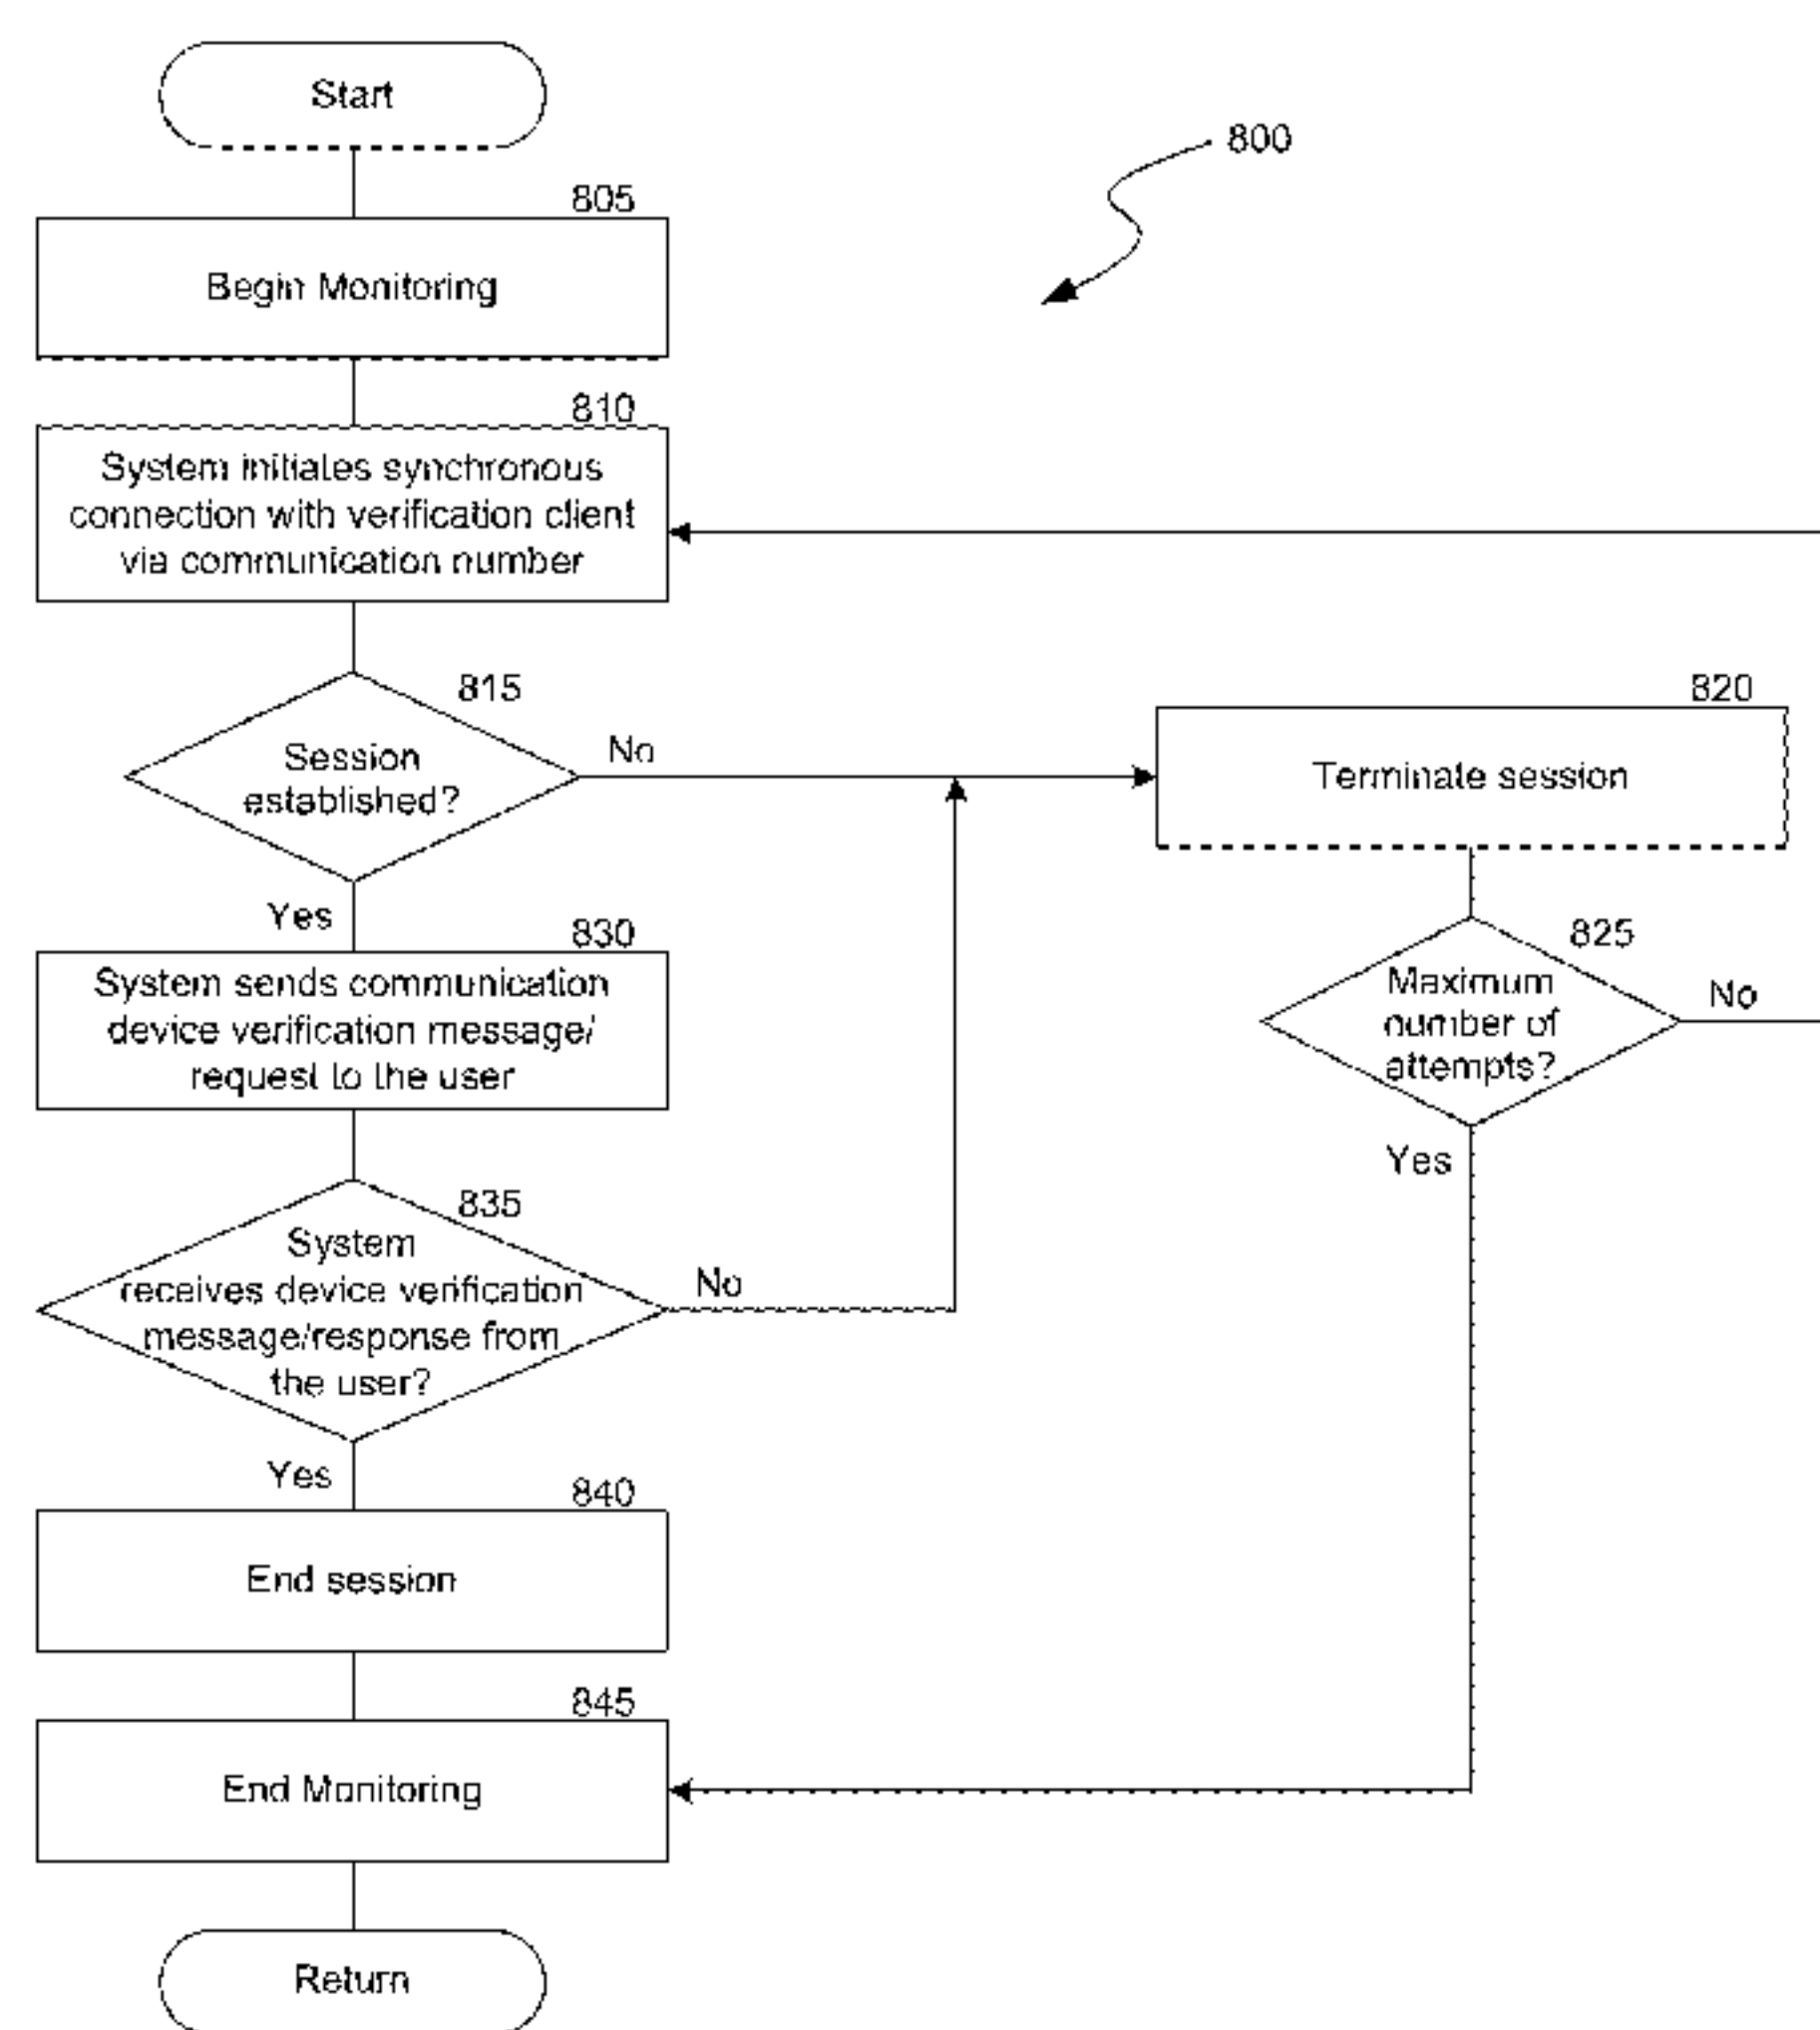 Start
800
805
Begin Monitoring
810
System initiates synchronous
connection with verification client
via communication number
815
Session
established?
No
820
Terminate session
Yes
830
System sends communication
device verification message/
request to the user
825
Maximum
number of
attempts?
No
Yes
835
System
receives device verification
message/response from
the user?
No
Yes
840
End session
845
End Monitoring
Return